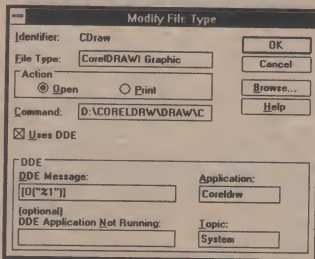 Modify File Type
Identifier: CDraw
File Type: CorelDRAW! Graphic
Action
Open Print
Command: D:\CORELDRW\DRAW\C
Uses DDE
DDE
DDE Message:
[O("%1")]
(optional)
DDE Application Not Running:
Application:
Coreldrw
Topic:
System
OK
Cancel
Browse...
Help